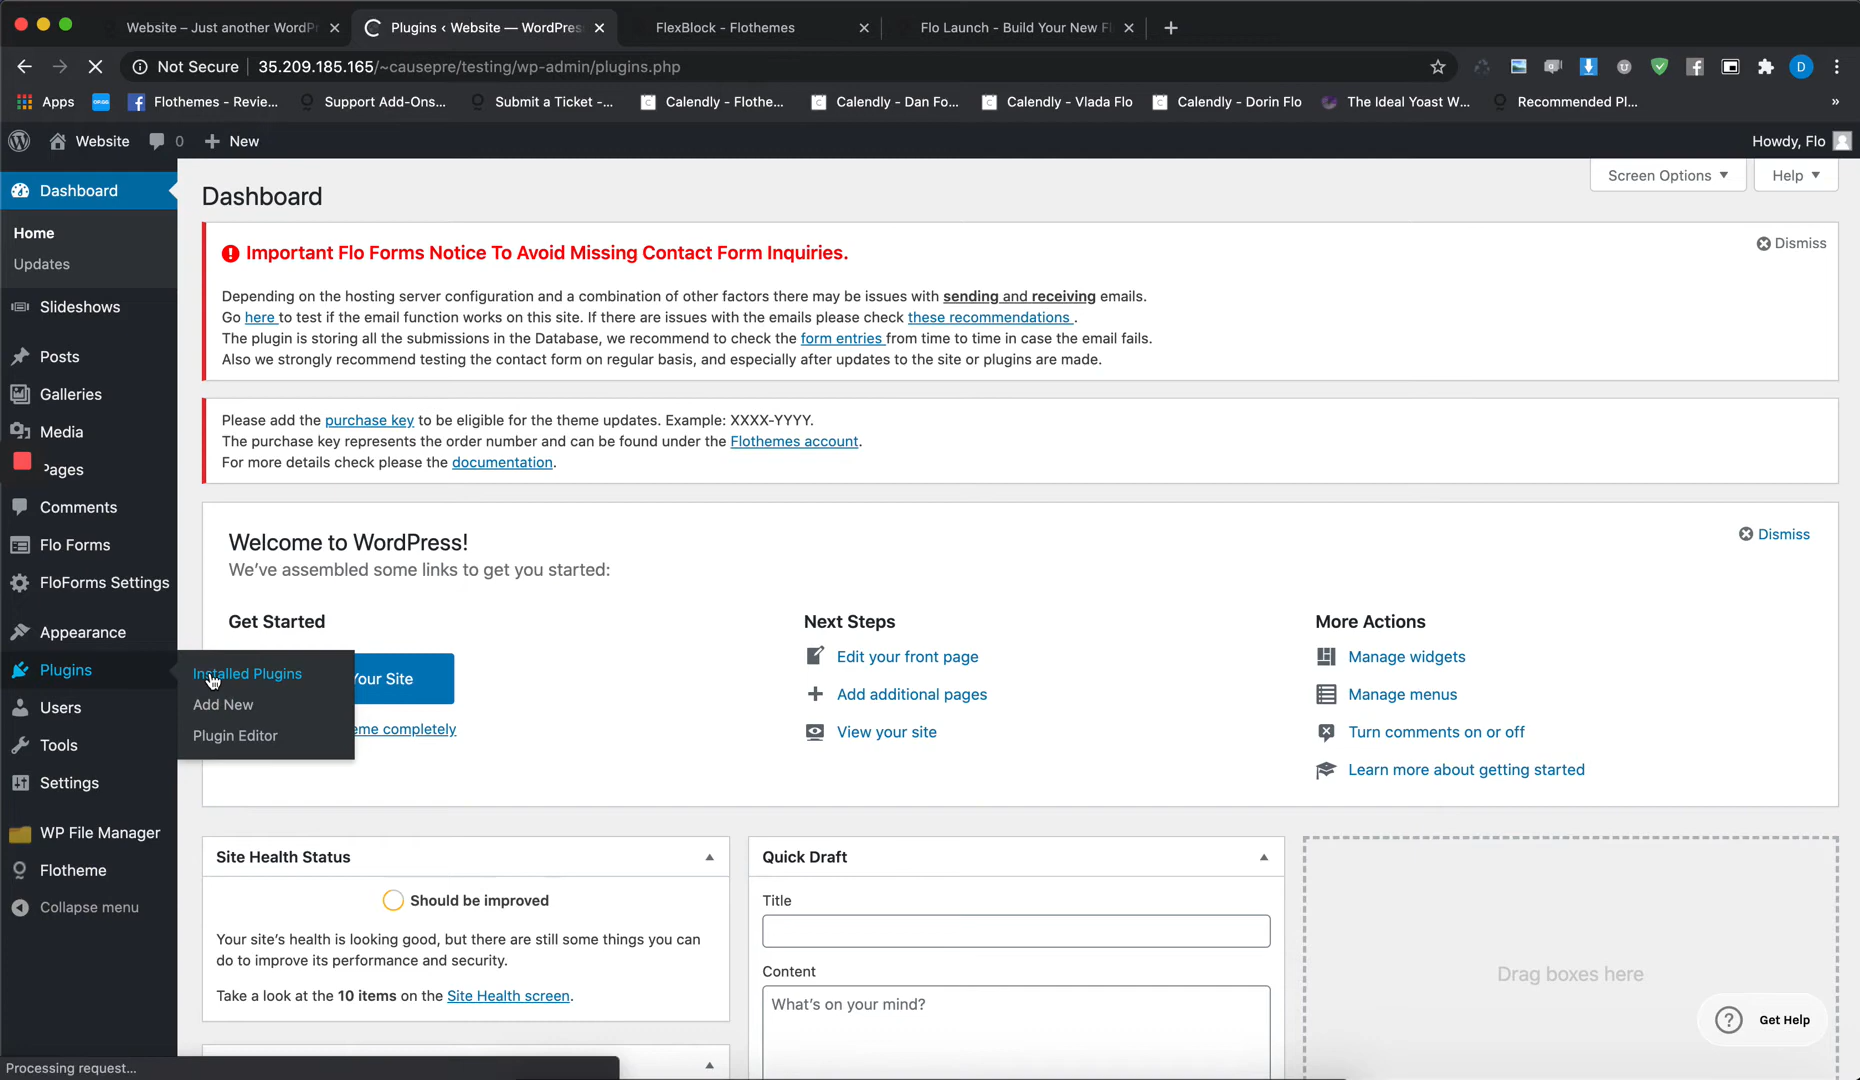 Website – Just another WordPr
Plugins ‹ Website — WordPres
FlexBlock - Flothemes
Flo Launch - Build Your New Fl
Not Secure 35.209.185.165/~causepre/testing/wp-admin/plugins.php
Apps
Flothemes - Revie...
Support Add-Ons...
Submit a Ticket -...
Calendly - Flothe...
Calendly - Dan Fo...
Calendly - Vlada Flo
Calendly - Dorin Flo
The Ideal Yoast W...
Recommended Pl...
»
Website 0 + New Howdy, Flo
Dashboard
Home
Updates
Slideshows
Posts
Galleries
Media
Pages
Comments
Flo Forms
FloForms Settings
Appearance
Plugins
Installed Plugins
Add New
Plugin Editor
Users
Tools
Settings
WP File Manager
Flotheme
Collapse menu
Processing request...
Screen Options ▼
Help ▼
Dashboard
Important Flo Forms Notice To Avoid Missing Contact Form Inquiries.
Dismiss
Depending on the hosting server configuration and a combination of other factors there may be issues with sending and receiving emails.
Go here to test if the email function works on this site. If there are issues with the emails please check these recommendations .
The plugin is storing all the submissions in the Database, we recommend to check the form entries from time to time in case the email fails.
Also we strongly recommend testing the contact form on regular basis, and especially after updates to the site or plugins are made.
Please add the purchase key to be eligible for the theme updates. Example: XXXX-YYYY.
The purchase key represents the order number and can be found under the Flothemes account.
For more details check please the documentation.
Welcome to WordPress!
Dismiss
We've assembled some links to get you started:
Get Started
Your Site
eme completely
Next Steps
Edit your front page
Add additional pages
View your site
More Actions
Manage widgets
Manage menus
Turn comments on or off
Learn more about getting started
Site Health Status
Should be improved
Your site's health is looking good, but there are still some things you can
do to improve its performance and security.
Take a look at the 10 items on the Site Health screen.
Quick Draft
Title
Content
What's on your mind?
Drag boxes here
Get Help